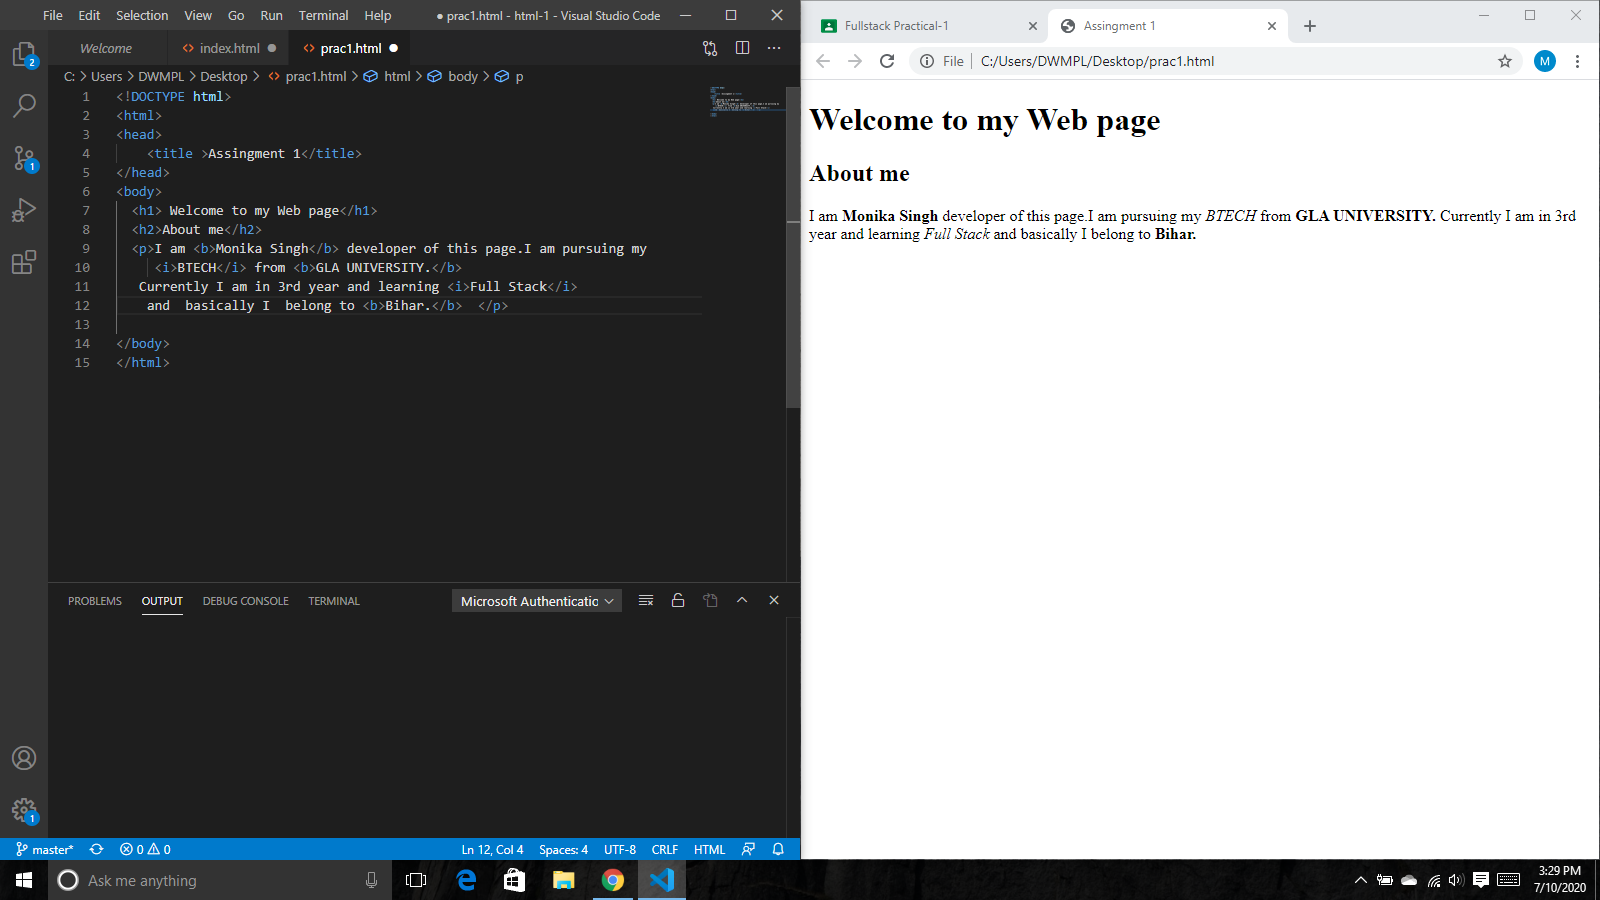 File Edit Selection View Go Run Terminal Help ● prac1.html - html-1 - Visual Studio Code
Welcome index.html prac1.html
C: > Users > DWMPL > Desktop > prac1.html > html > body > p
1 <!DOCTYPE html>
2 <html>
3 <head>
4 <title >Assingment 1</title>
5 </head>
6 <body>
7 <h1> Welcome to my Web page</h1>
8 <h2>About me</h2>
9 <p>I am <b>Monika Singh</b> developer of this page.I am pursuing my
10 <i>BTECH</i> from <b>GLA UNIVERSITY.</b>
11 Currently I am in 3rd year and learning <i>Full Stack</i>
12 and  basically I  belong to <b>Bihar.</b>  </p>
13
14 </body>
15 </html>
2
1
1
PROBLEMS OUTPUT DEBUG CONSOLE TERMINAL Microsoft Authenticatio
master* 0 0 Ln 12, Col 4 Spaces: 4 UTF-8 CRLF HTML
Fullstack Practical-1 Assingment 1
File | C:/Users/DWMPL/Desktop/prac1.html M
Welcome to my Web page
About me
I am Monika Singh developer of this page.I am pursuing my BTECH from GLA UNIVERSITY. Currently I am in 3rd
year and learning Full Stack and basically I belong to Bihar.
Ask me anything
3:29 PM
7/10/2020